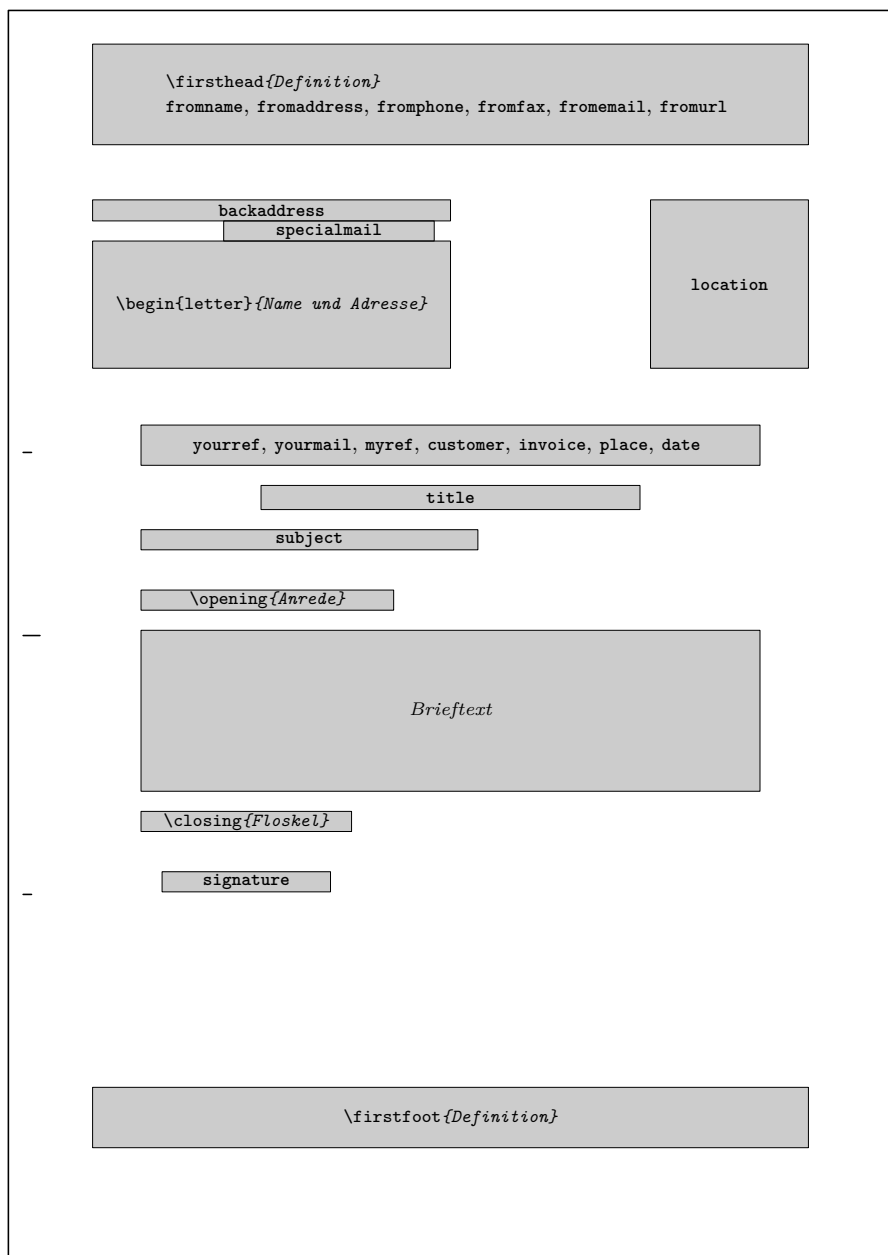 \firsthead{Definition}
fromname, fromaddress, fromphone, fromfax, fromemail, fromurl
backaddress
specialmail
\begin{letter}{Name und Adresse}
location
yourref, yourmail, myref, customer, invoice, place, date
title
subject
\opening{Anrede}
Brieftext
\closing{Floskel}
signature
\firstfoot{Definition}